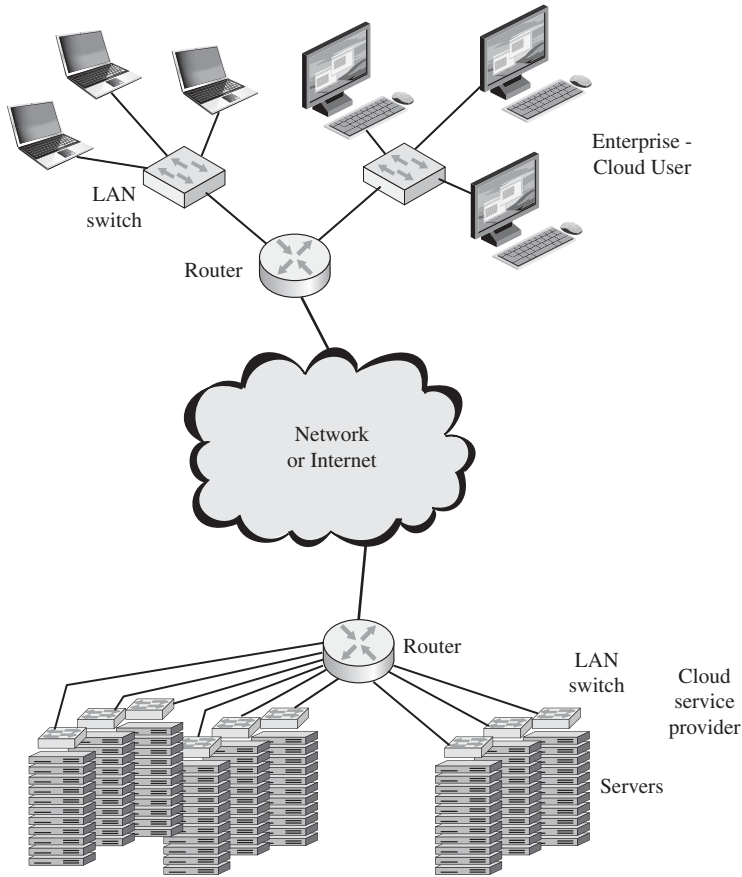 Enterprise -
Cloud User
LAN
switch
Router
Network
or Internet
Router
LAN
switch
Cloud
service
provider
Servers